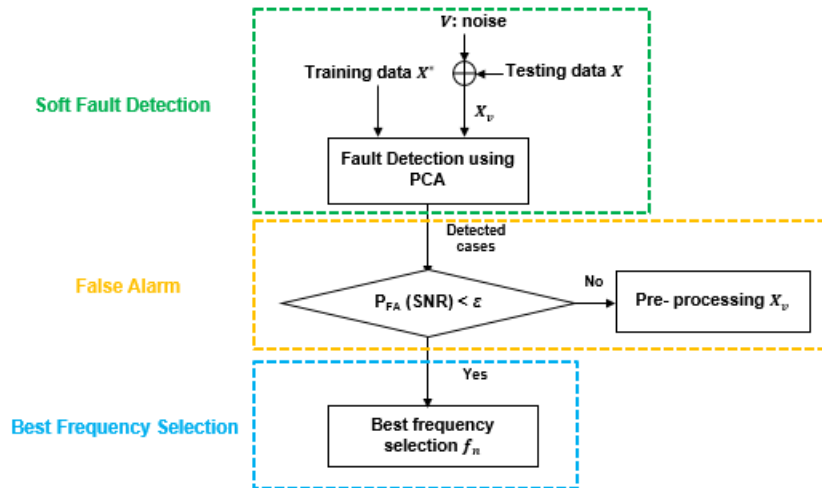 V: noise
Training data X*
Testing data X
Soft Fault Detection
X_v
Fault Detection using
PCA
Detected
cases
False Alarm
P_FA (SNR) < ε
No
Pre- processing X_v
Yes
Best Frequency Selection
Best frequency
selection f_n